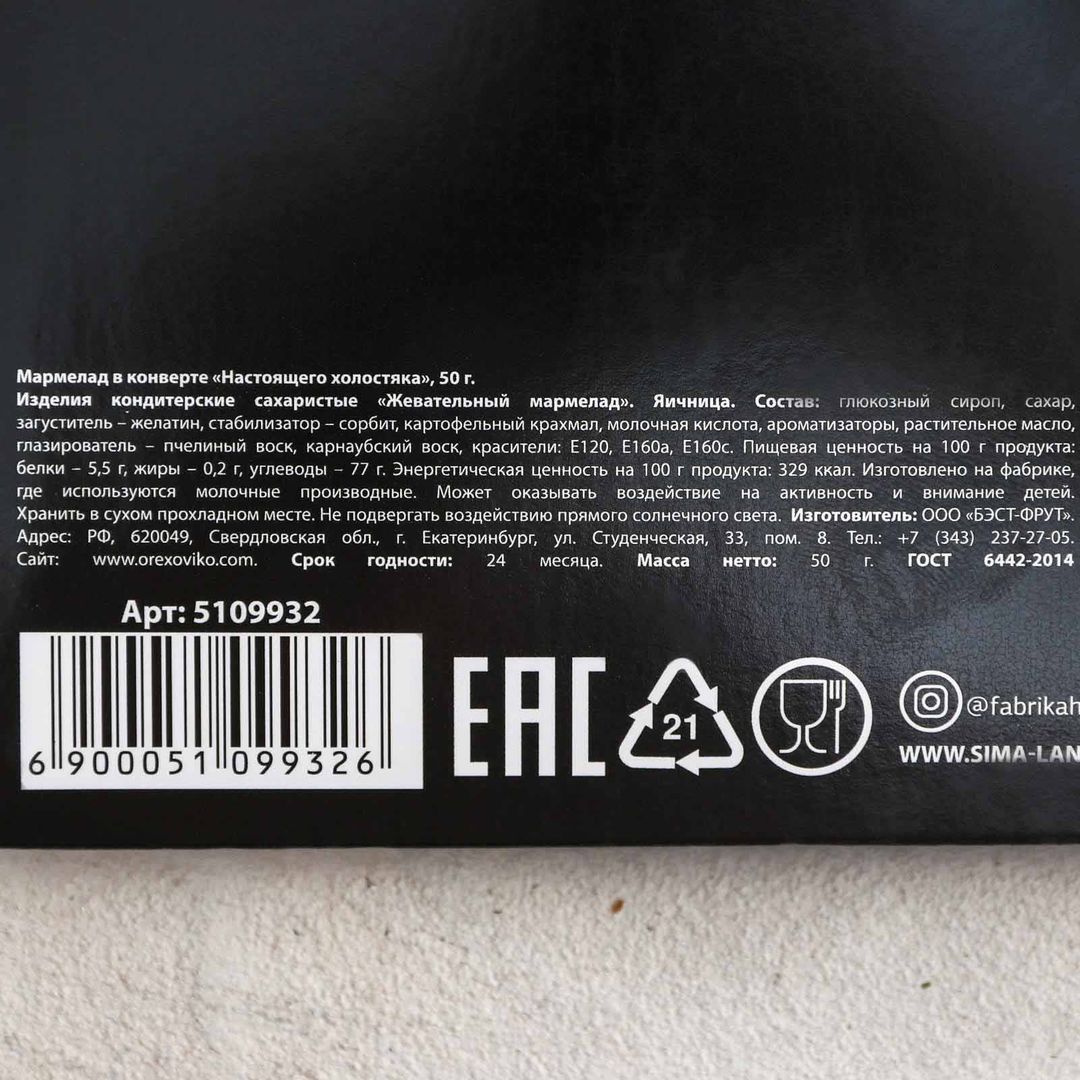 Мармелад в конверте «Настоящего холостяка», 50 г.
Изделия кондитерские сахаристые «Жевательный мармелад». Яичница. Состав: глюкозный сироп, сахар,
загуститель – желатин, стабилизатор – сорбит, картофельный крахмал, молочная кислота, ароматизаторы, растительное масло,
глазирователь – пчелиный воск, карнаубский воск, красители: Е120, Е160а, Е160с. Пищевая ценность на 100 г продукта:
белки – 5,5 г, жиры – 0,2 г, углеводы – 77 г. Энергетическая ценность на 100 г продукта: 329 ккал. Изготовлено на фабрике,
где используются молочные производные. Может оказывать воздействие на активность и внимание детей.
Хранить в сухом прохладном месте. Не подвергать воздействию прямого солнечного света. Изготовитель: ООО «БЭСТ-ФРУТ».
Адрес: РФ, 620049, Свердловская обл., г. Екатеринбург, ул. Студенческая, 33, пом. 8. Тел.: +7 (343) 237-27-05.
Сайт: www.orexoviko.com. Срок годности: 24 месяца. Масса нетто: 50 г. ГОСТ 6442-2014
Арт: 5109932
6 900051 099326
ЕАС
21
@fabrikah
WWW.SIMA-LAN